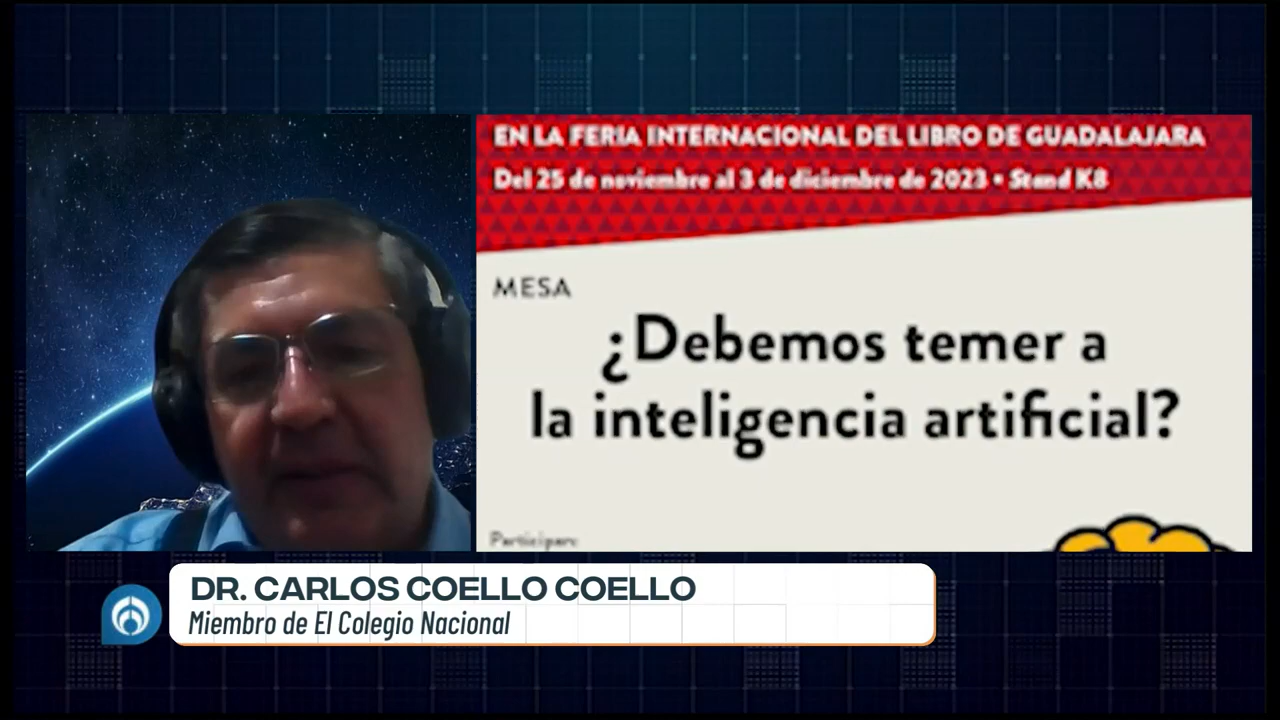 EN LA FERIA INTERNACIONAL DEL LIBRO DE GUADALAJARA
Del 25 de noviembre al 3 de diciembre de 2023 • Stand K8
MESA
¿Debemos temer a
la inteligencia artificial?
Participan:
DR. CARLOS COELLO COELLO
Miembro de El Colegio Nacional